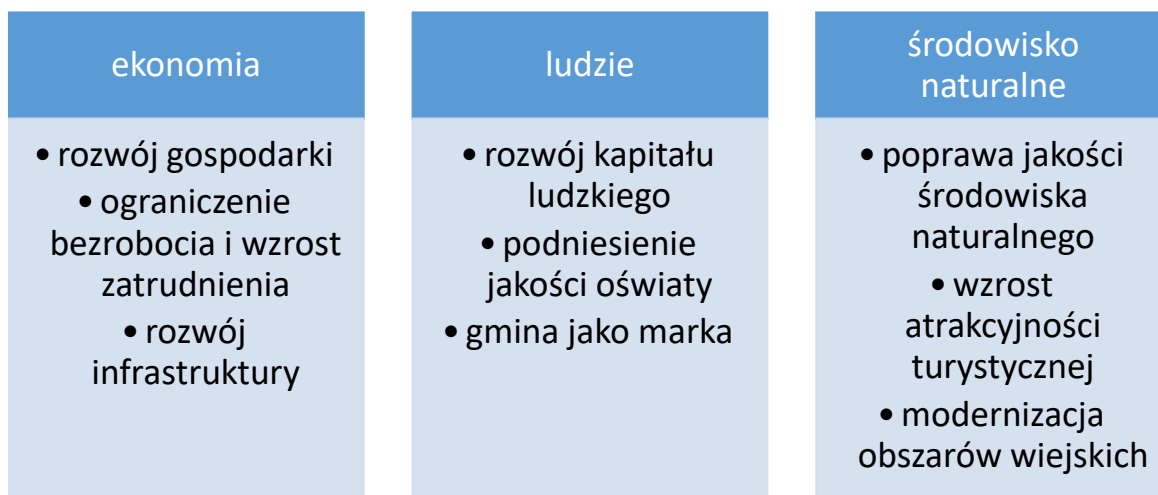 ekonomia
• rozwój gospodarki
• ograniczenie
bezrobocia i wzrost
zatrudnienia
• rozwój
infrastruktury
ludzie
• rozwój kapitału
ludzkiego
• podniesienie
jakości oświaty
• gmina jako marka
środowisko
naturalne
• poprawa jakości
środowiska
naturalnego
• wzrost
atrakcyjności
turystycznej
• modernizacja
obszarów wiejskich